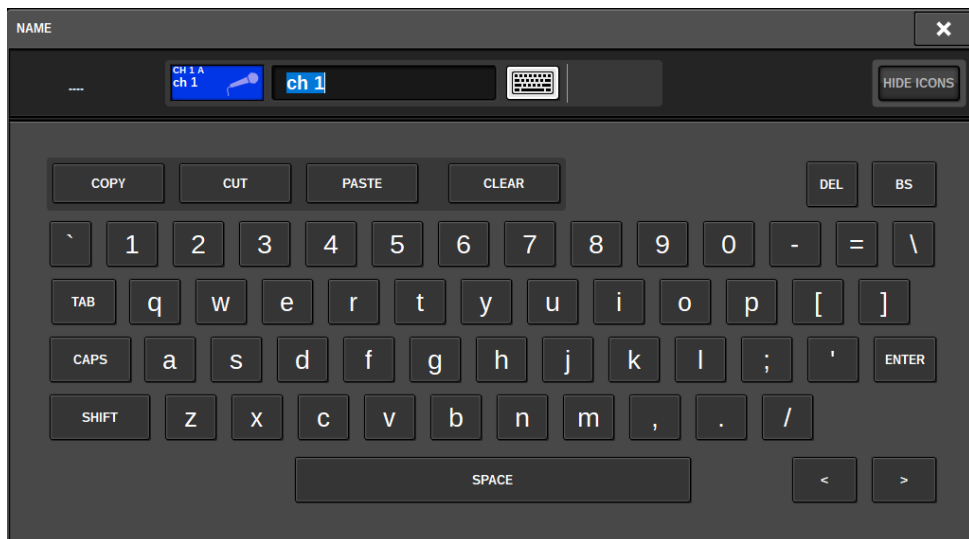 NAME
----
CH 1 A
ch 1
ch 1
HIDE ICONS
COPY CUT PASTE CLEAR DEL BS
` 1 2 3 4 5 6 7 8 9 0 - = \
TAB q w e r t y u i o p [ ]
CAPS a s d f g h j k l ; ' ENTER
SHIFT z x c v b n m , . /
SPACE < >